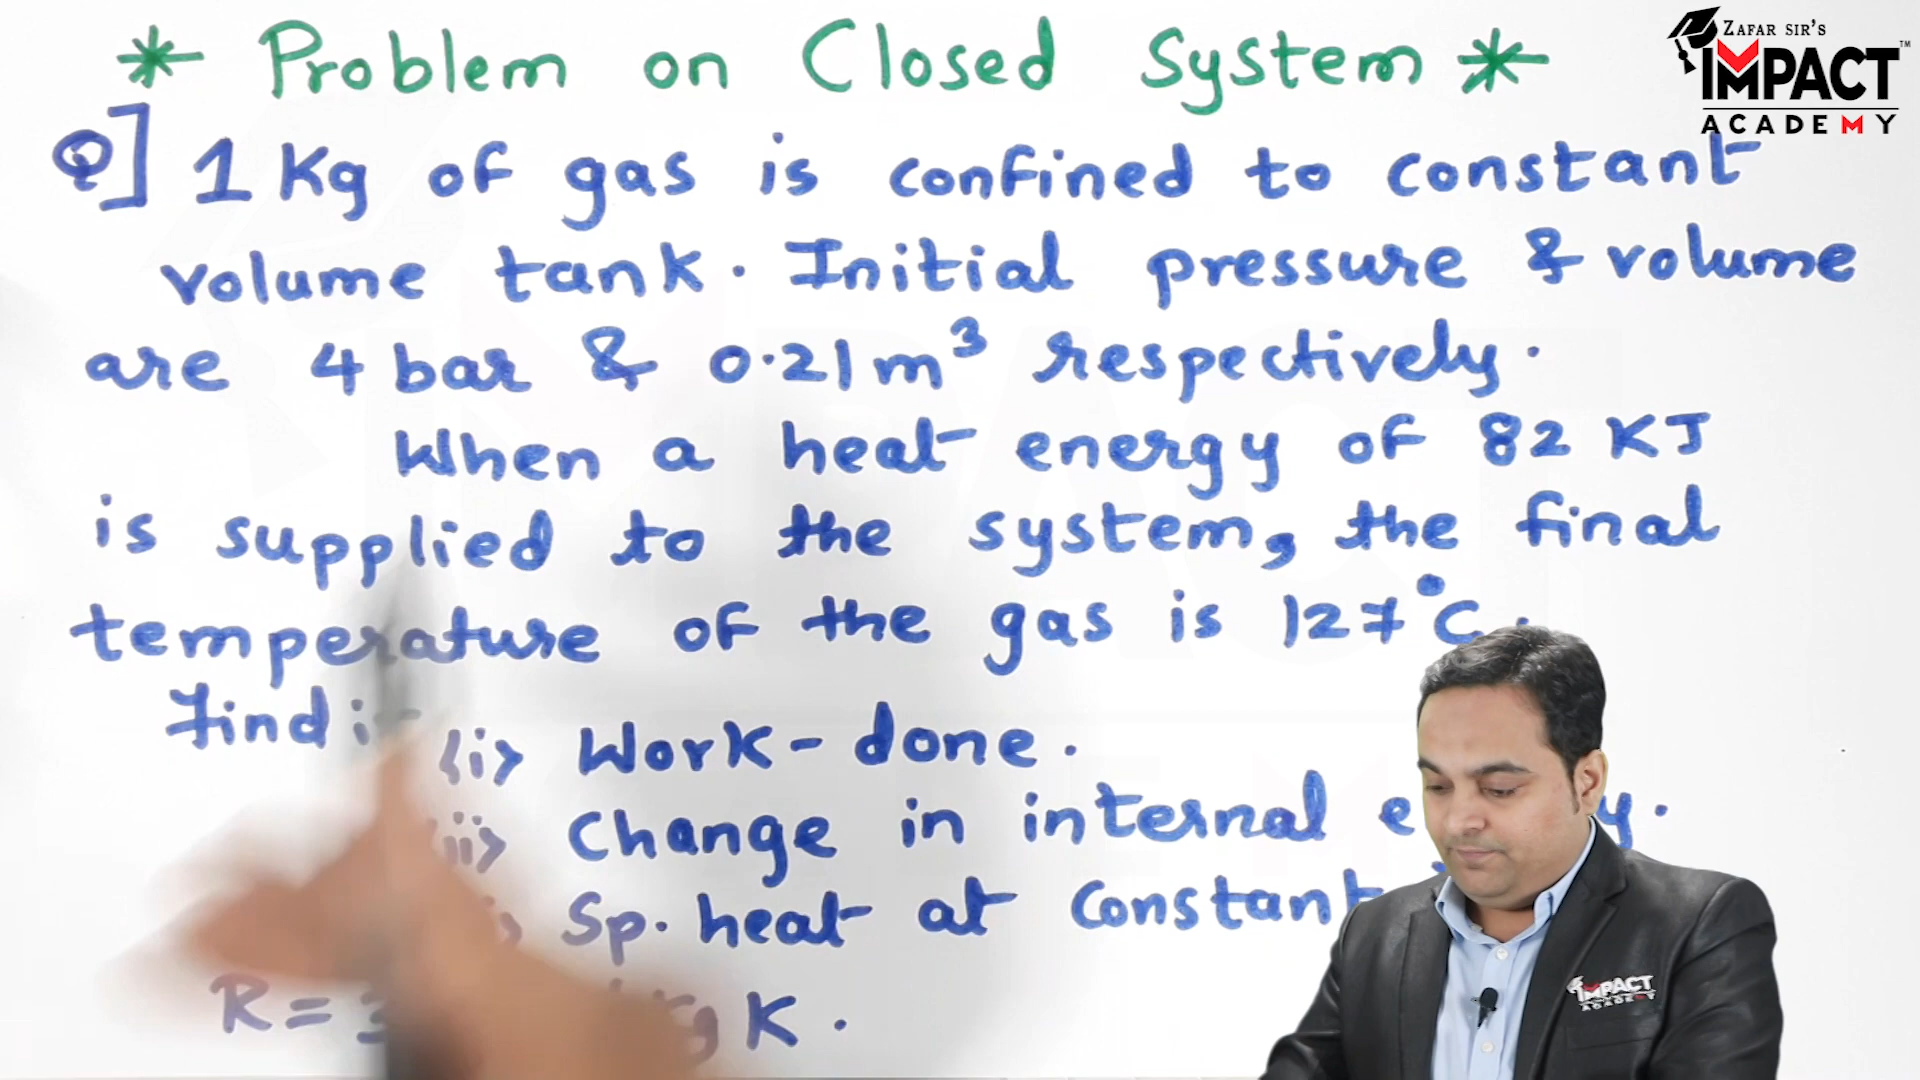 * Problem on Closed System *
ZAFAR SIR'S
IMPACT™
ACADEMY
Q] 1 Kg of gas is confined to constant
volume tank. Initial pressure & volume
are 4 bar & 0.21 m³ respectively.
When a heat energy of 82 KJ
is supplied to the system, the final
temperature of the gas is 127°C.
Find
(i) Work-done.
(ii) Change in internal
Sp. heat at constant
R = K.
IMPACT
ACADEMY